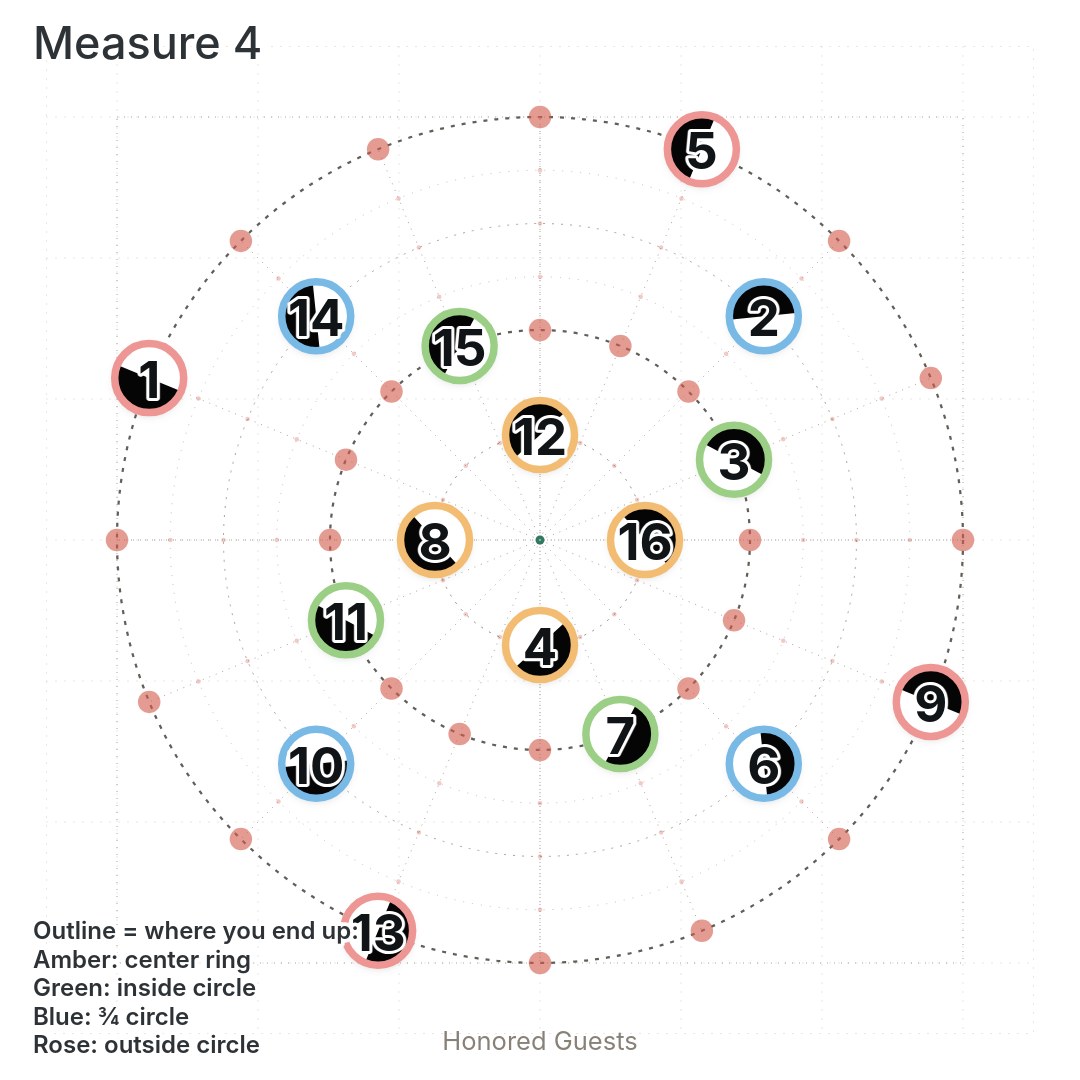 Measure 4
5
14
2
15
1
12
3
8
16
11
4
9
7
10
6
13
Outline = where you end up:
Amber: center ring
Green: inside circle
Blue: ¾ circle
Rose: outside circle
Honored Guests